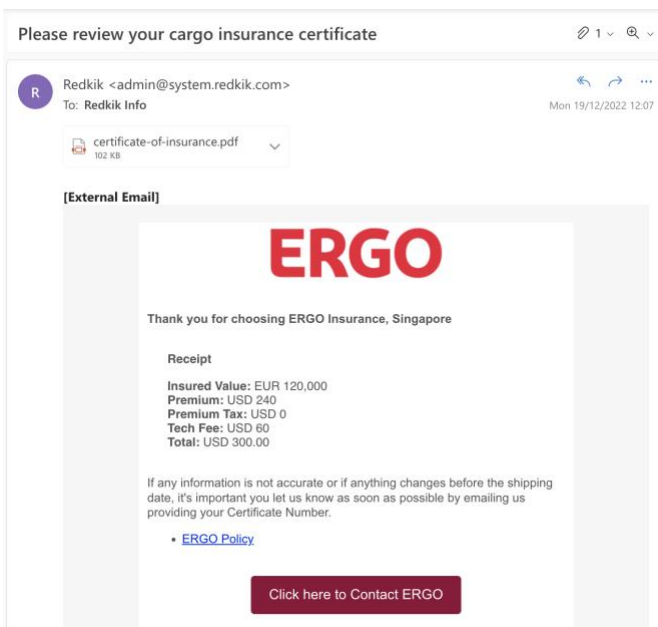 Please review your cargo insurance certificate
1
R
Redkik <admin@system.redkik.com>
To: Redkik Info
Mon 19/12/2022 12:07
certificate-of-insurance.pdf
102 KB
[External Email]
ERGO
Thank you for choosing ERGO Insurance, Singapore
Receipt
Insured Value: EUR 120,000
Premium: USD 240
Premium Tax: USD 0
Tech Fee: USD 60
Total: USD 300.00
If any information is not accurate or if anything changes before the shipping
date, it's important you let us know as soon as possible by emailing us
providing your Certificate Number.
• ERGO Policy
Click here to Contact ERGO